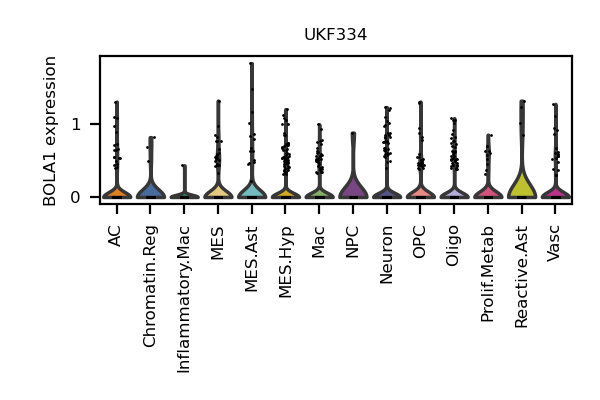 UKF334
BOLA1 expression
1
0
AC
Chromatin.Reg
Inflammatory.Mac
MES
MES.Ast
MES.Hyp
Mac
NPC
Neuron
OPC
Oligo
Prolif.Metab
Reactive.Ast
Vasc